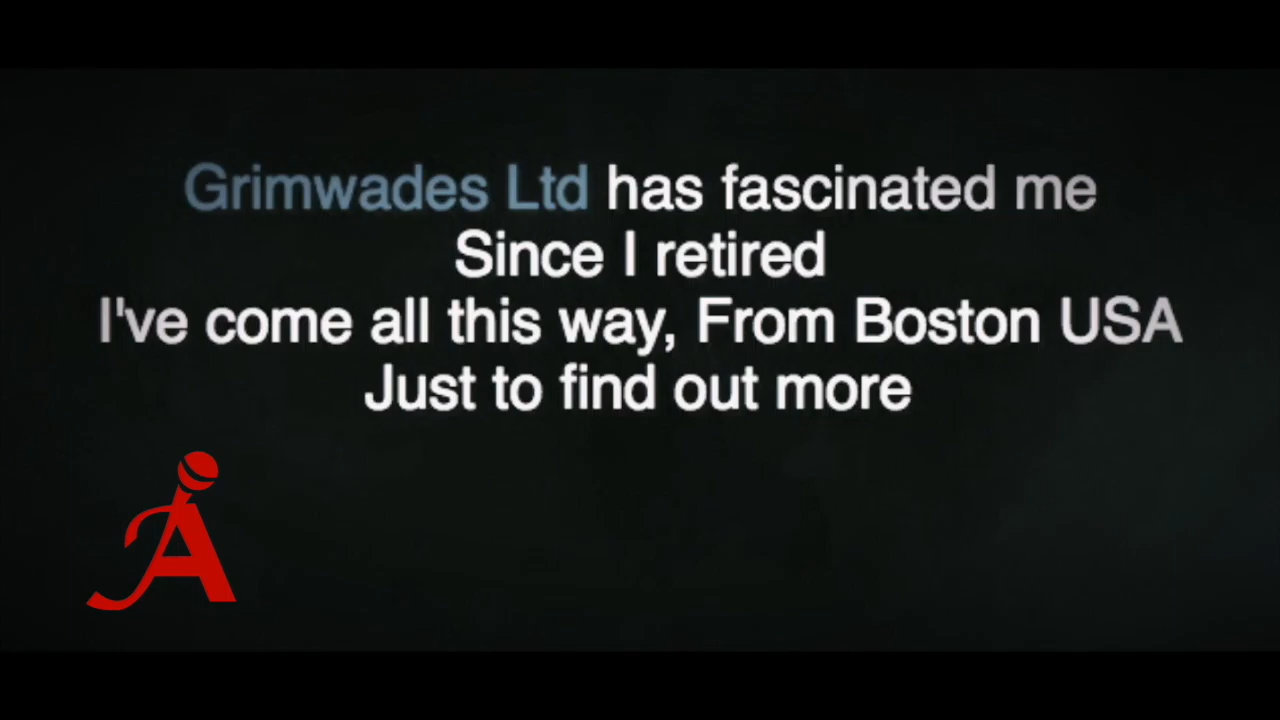 Grimwades Ltd has fascinated me
Since I retired
I've come all this way, From Boston USA
Just to find out more
A